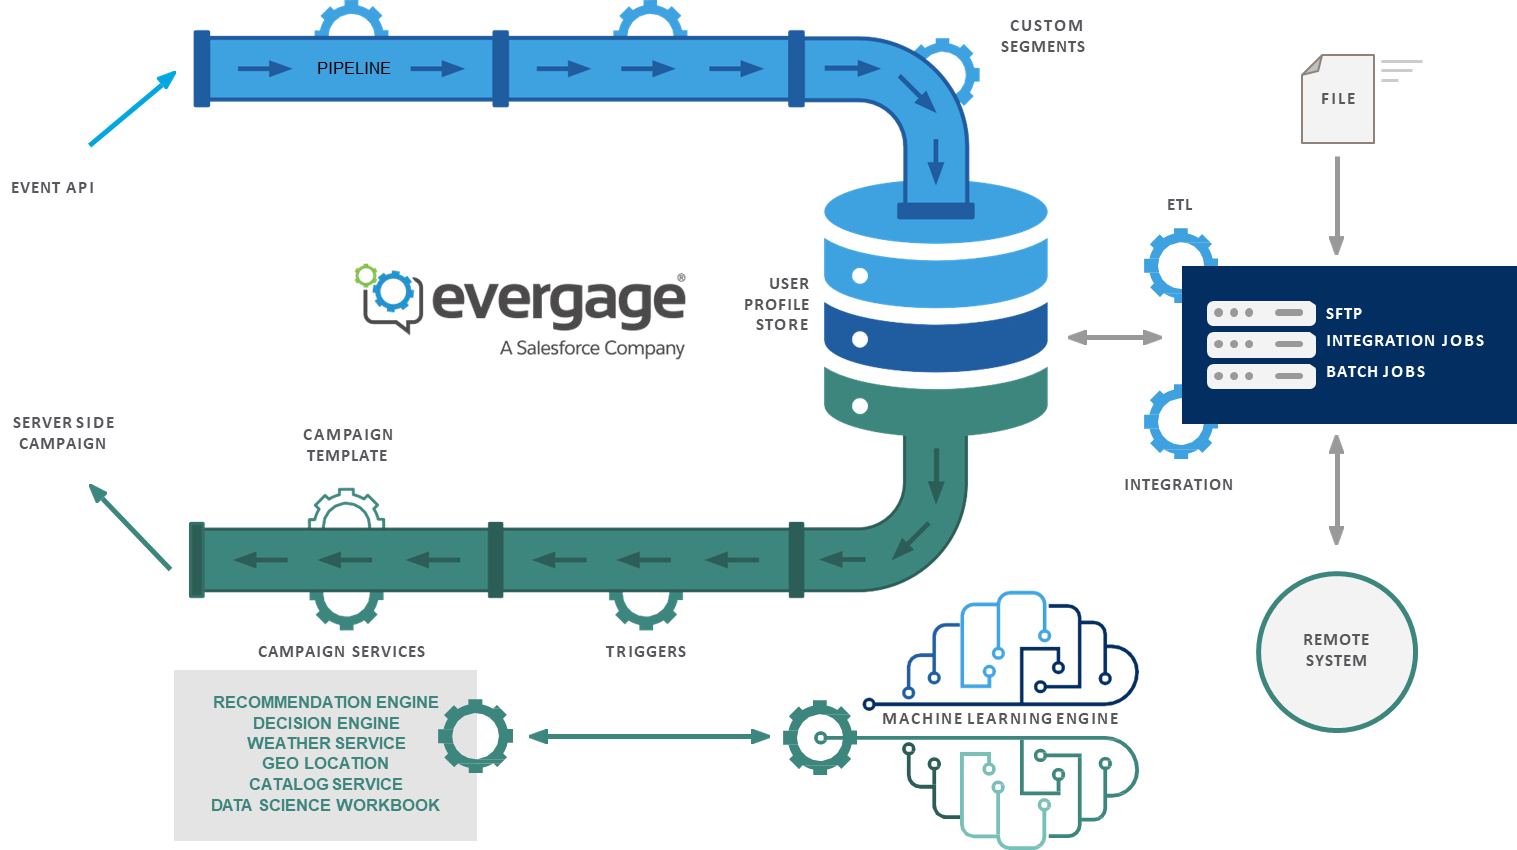 CUSTOM
SEGMENTS
PIPELINE
FILE
EVENT API
ETL
evergage®
A Salesforce Company
USER
PROFILE
STORE
SFTP
INTEGRATION JOBS
BATCH JOBS
SERVER SIDE
CAMPAIGN
CAMPAIGN
TEMPLATE
INTEGRATION
CAMPAIGN SERVICES
TRIGGERS
REMOTE
SYSTEM
RECOMMENDATION ENGINE
DECISION ENGINE
WEATHER SERVICE
GEO LOCATION
CATALOG SERVICE
DATA SCIENCE WORKBOOK
MACHINE LEARNING ENGINE